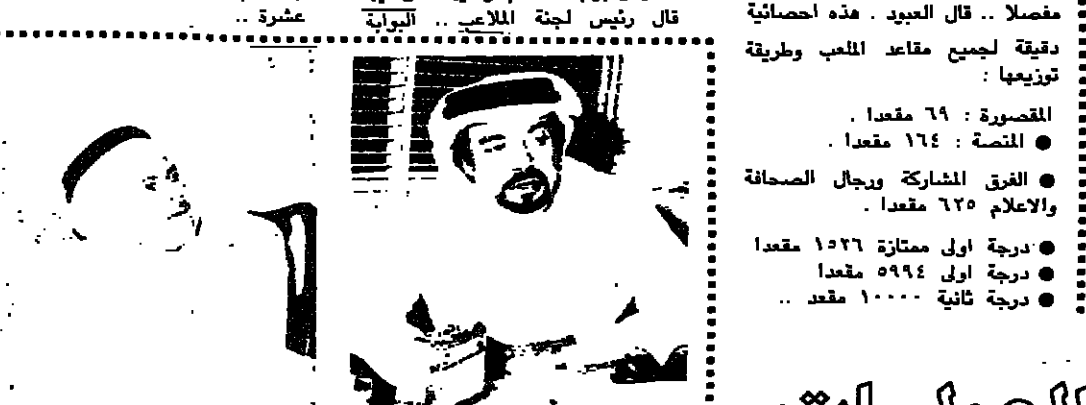 مفصلا .. قال العبود . هذه احصائية
دقيقة لجميع مقاعد الملعب وطريقة
توزيعها :
المقصورة : ٦٩ مقعدا .
● المنصة : ١٦٤ مقعدا .
● الفرق المشاركة ورجال الصحافة
والاعلام ٦٢٥ مقعدا .
● درجة اولى ممتازة ١٥٢٦ مقعدا
● درجة اولى ٥٩٩٤ مقعدا
● درجة ثانية ١٠٠٠٠ مقعد ..
قال رئيس لجنة الملاعب .. البوابة
عشرة ..